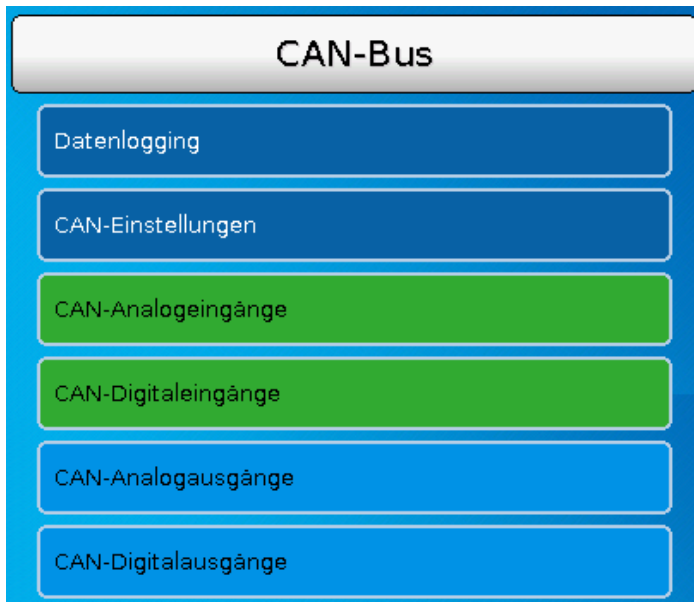 CAN-Bus
Datenlogging
CAN-Einstellungen
CAN-Analogeingänge
CAN-Digitaleingänge
CAN-Analogausgänge
CAN-Digitalausgänge